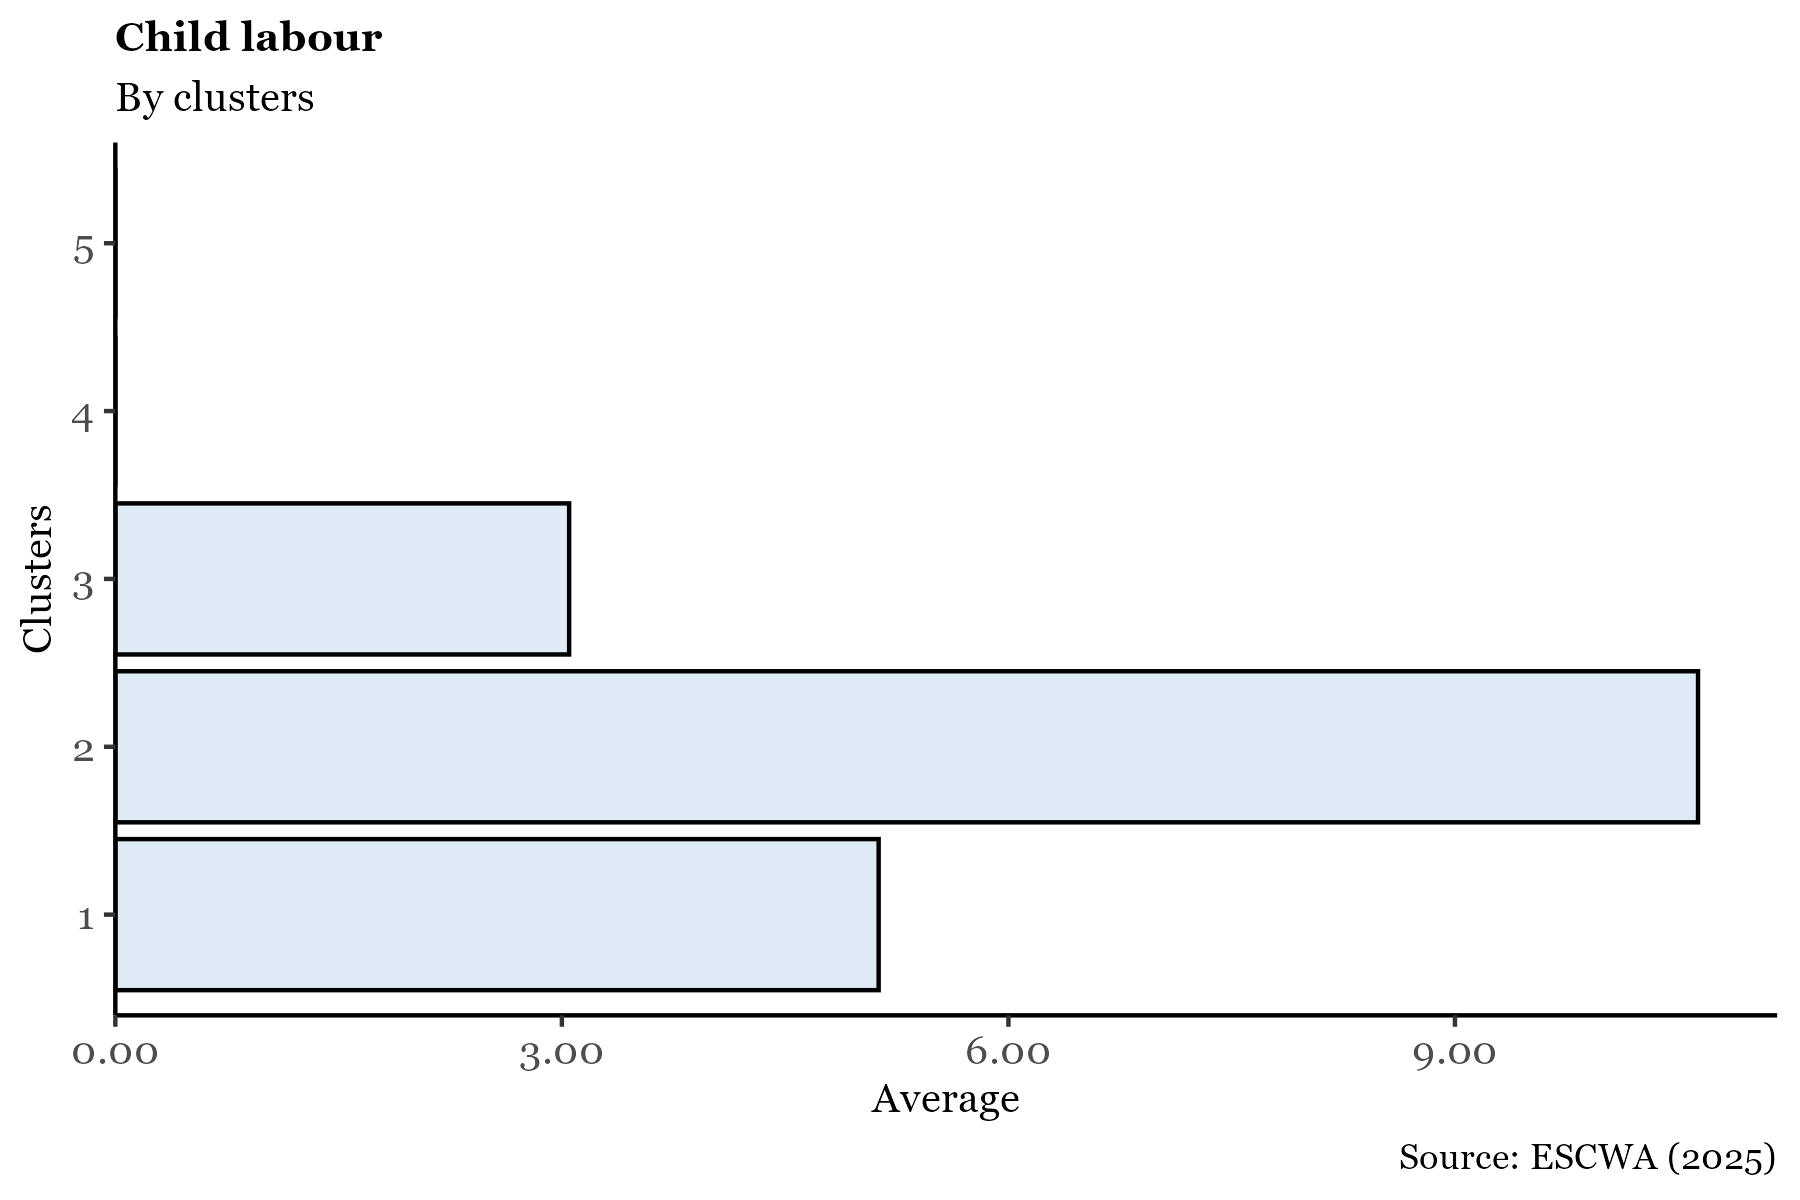 Child labour
By clusters
Clusters
5
4
3
2
1
0.00 3.00 6.00 9.00
Average
Source: ESCWA (2025)